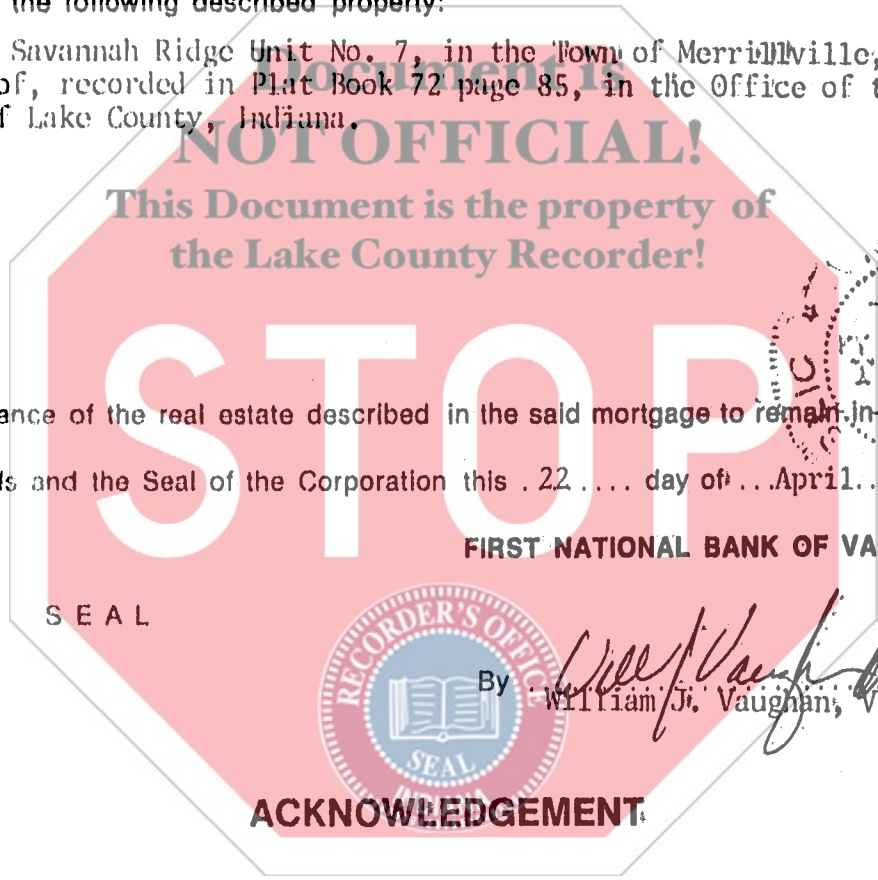 the following described property:
Savannah Ridge Unit No. 7, in the Town of Merrillville,
of, recorded in Plat Book 72 page 85, in the Office of t
f Lake County, Indiana.
Document is
NOT OFFICIAL!
This Document is the property of
the Lake County Recorder!
STOP
ance of the real estate described in the said mortgage to remain in
ds and the Seal of the Corporation this . 22 .... day of ... April ..
FIRST NATIONAL BANK OF VA
SEAL
RECORDER'S OFFICE
SEAL
INDIANA
By Will J Vaughan
William J. Vaughan, V
ACKNOWLEDGEMENT